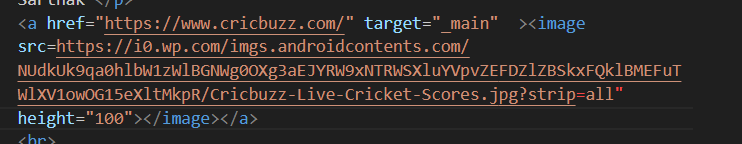 Sarthak </p>
<a href="https://www.cricbuzz.com/" target="_main"  ><image
src=https://i0.wp.com/imgs.androidcontents.com/
NUdkUk9qa0hlbW1zWlBGNWg0OXg3aEJYRW9xNTRWSXluYVpvZEFDZlZBSkxFQklBMEFuT
WlXV1owOG15eXltMkpR/Cricbuzz-Live-Cricket-Scores.jpg?strip=all"
height="100"></image></a>
<br>